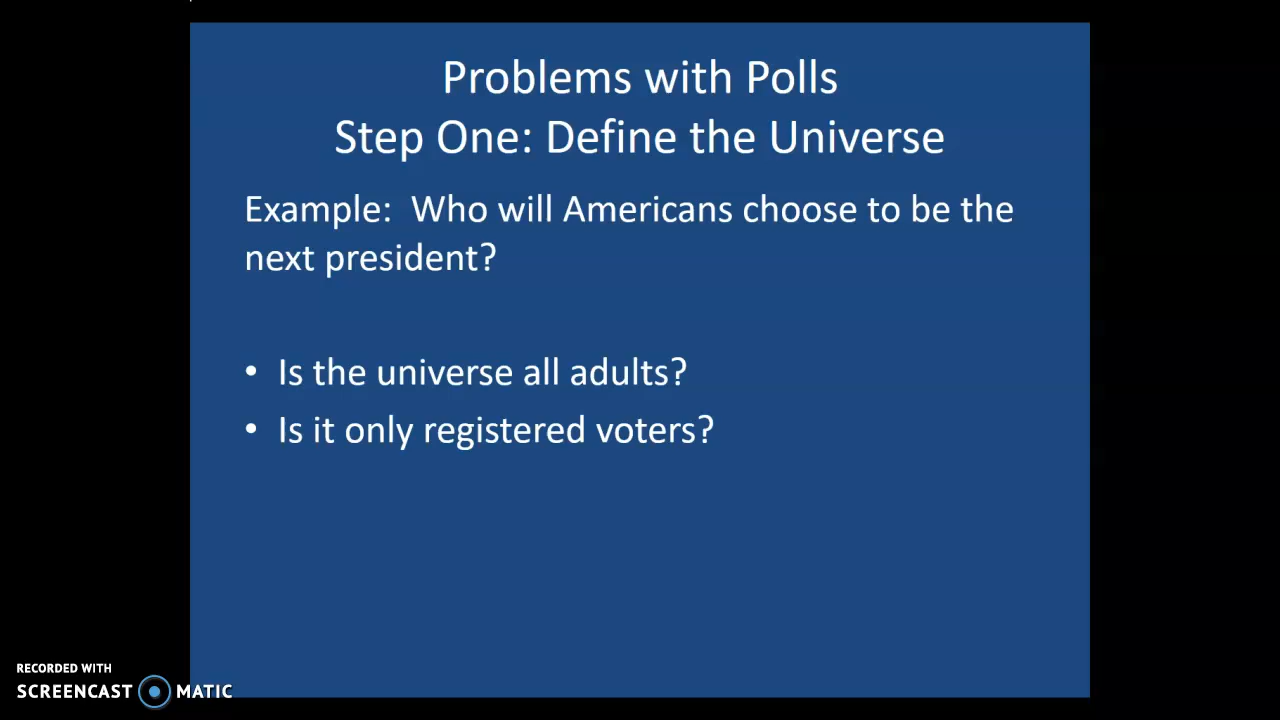 Problems with Polls
Step One: Define the Universe
Example:  Who will Americans choose to be the
next president?
• Is the universe all adults?
• Is it only registered voters?
RECORDED WITH
SCREENCAST MATIC